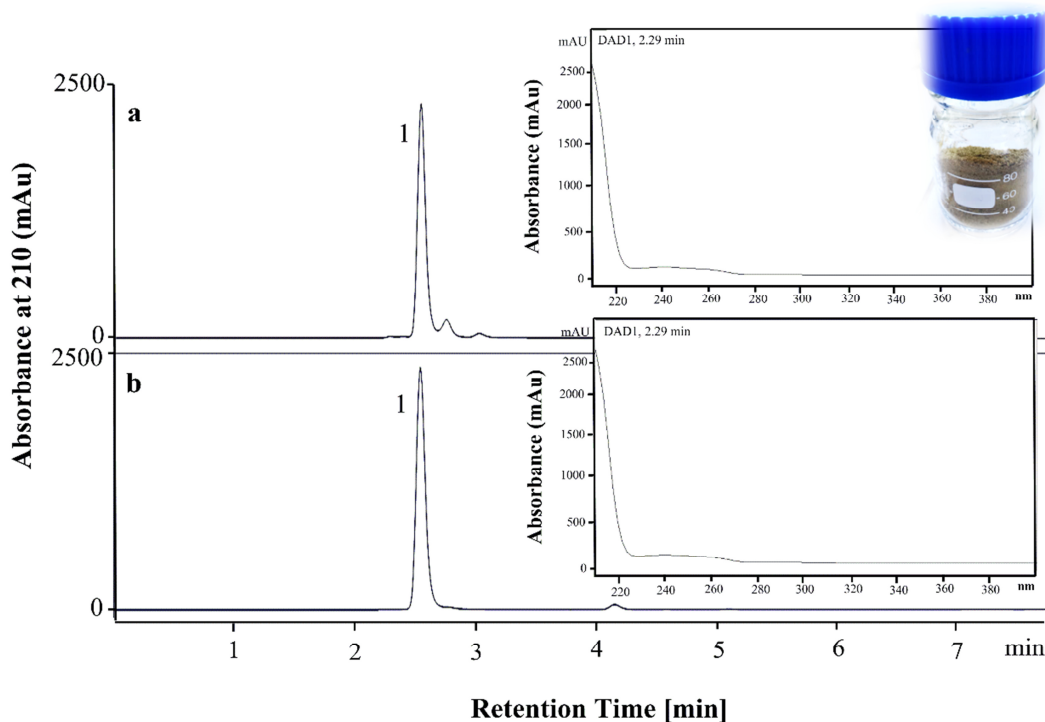 Absorbance at 210 (mAu)
2500
a
1
0
2500
b
1
0
1 2 3 4 5 6 7 min
Retention Time [min]
mAU DAD1, 2.29 min
Absorbance (mAu)
2500
2000
1500
1000
500
0
220 240 260 280 300 320 340 360 380 nm
80
60
40
mAU DAD1, 2.29 min
Absorbance (mAu)
2500
2000
1500
1000
500
0
220 240 260 280 300 320 340 360 380 nm